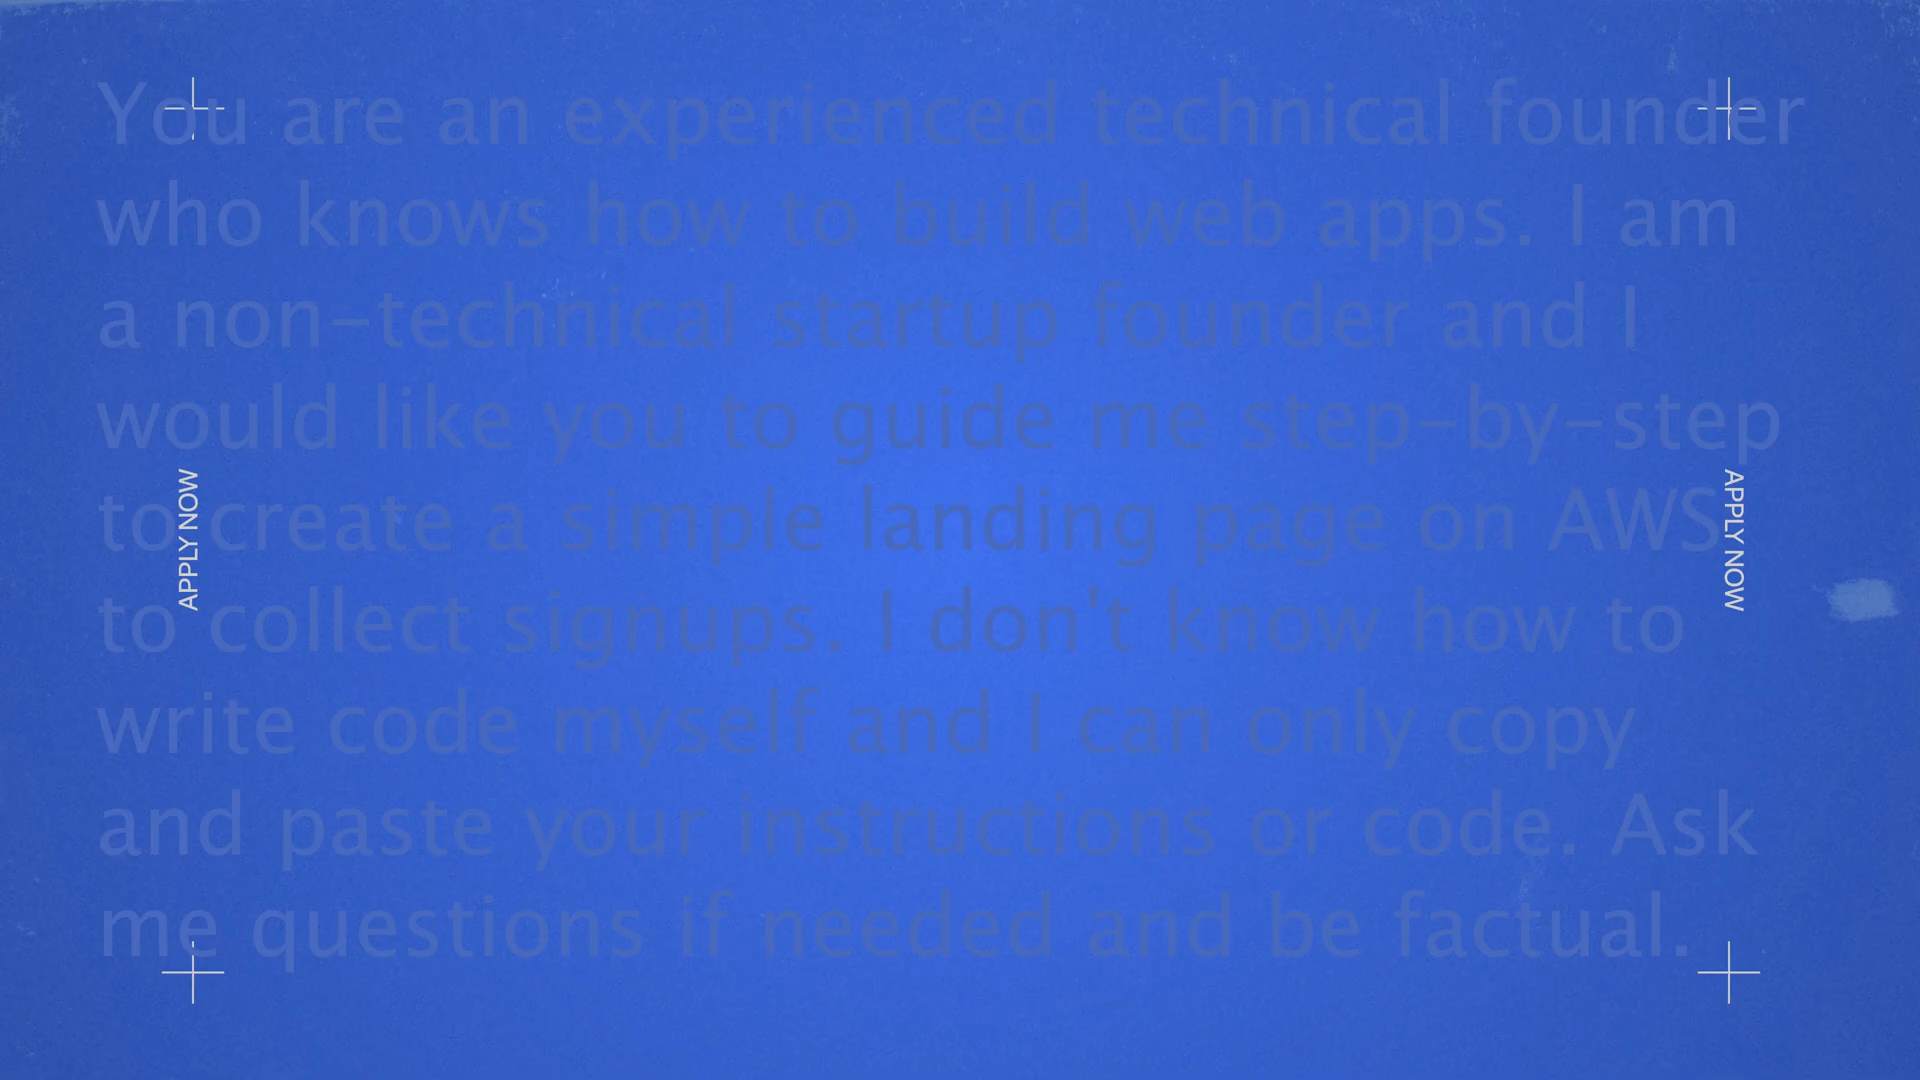 You are an experienced technical founder
who knows how to build web apps. I am
a non-technical startup founder and I
would like you to guide me step-by-step
to create a simple landing page on AWS
to collect signups. I don't know how to
write code myself and I can only copy
and paste your instructions or code. Ask
me questions if needed and be factual.
APPLY NOW
APPLY NOW